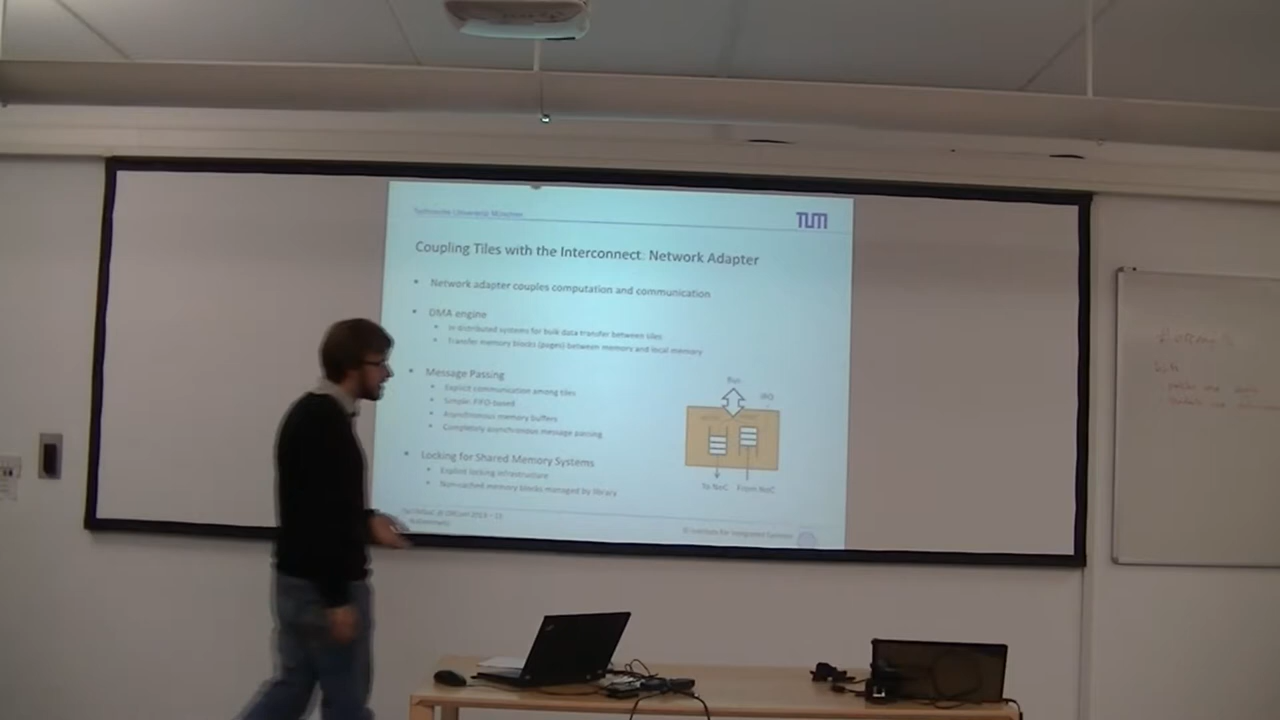 Technische Universität München
TUM
Coupling Tiles with the Interconnect: Network Adapter
Network adapter couples computation and communication
DMA engine
In distributed systems for bulk data transfer between tiles
Transfer memory blocks (pages) between memory and local memory
Message Passing
Explicit communication among tiles
Simple: FIFO-based
Asynchronous memory buffers
Completely asynchronous message passing
Locking for Shared Memory Systems
Explicit locking infrastructure
Non-cached memory blocks managed by library
Bus
IRQ
To NoC
From NoC